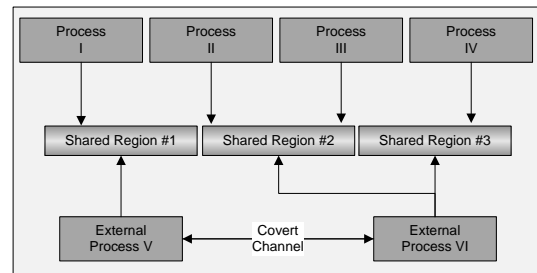 Process
I
Process
II
Process
III
Process
IV
Shared Region #1
Shared Region #2
Shared Region #3
External
Process V
Covert
Channel
External
Process VI